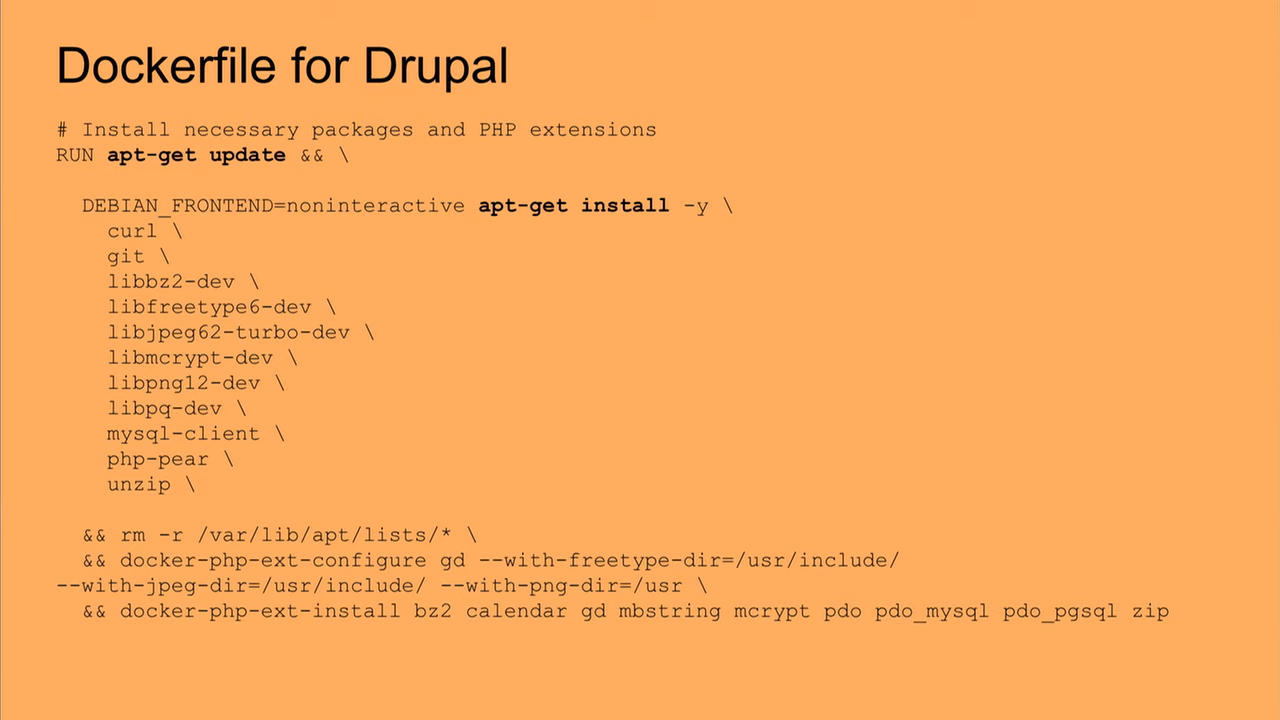 Dockerfile for Drupal
# Install necessary packages and PHP extensions
RUN apt-get update && \
DEBIAN_FRONTEND=noninteractive apt-get install -y \
curl \
git \
libbz2-dev \
libfreetype6-dev \
libjpeg62-turbo-dev \
libmcrypt-dev \
libpng12-dev \
libpq-dev \
mysql-client \
php-pear \
unzip \
&& rm -r /var/lib/apt/lists/* \
&& docker-php-ext-configure gd --with-freetype-dir=/usr/include/
--with-jpeg-dir=/usr/include/ --with-png-dir=/usr \
&& docker-php-ext-install bz2 calendar gd mbstring mcrypt pdo pdo_mysql pdo_pgsql zip